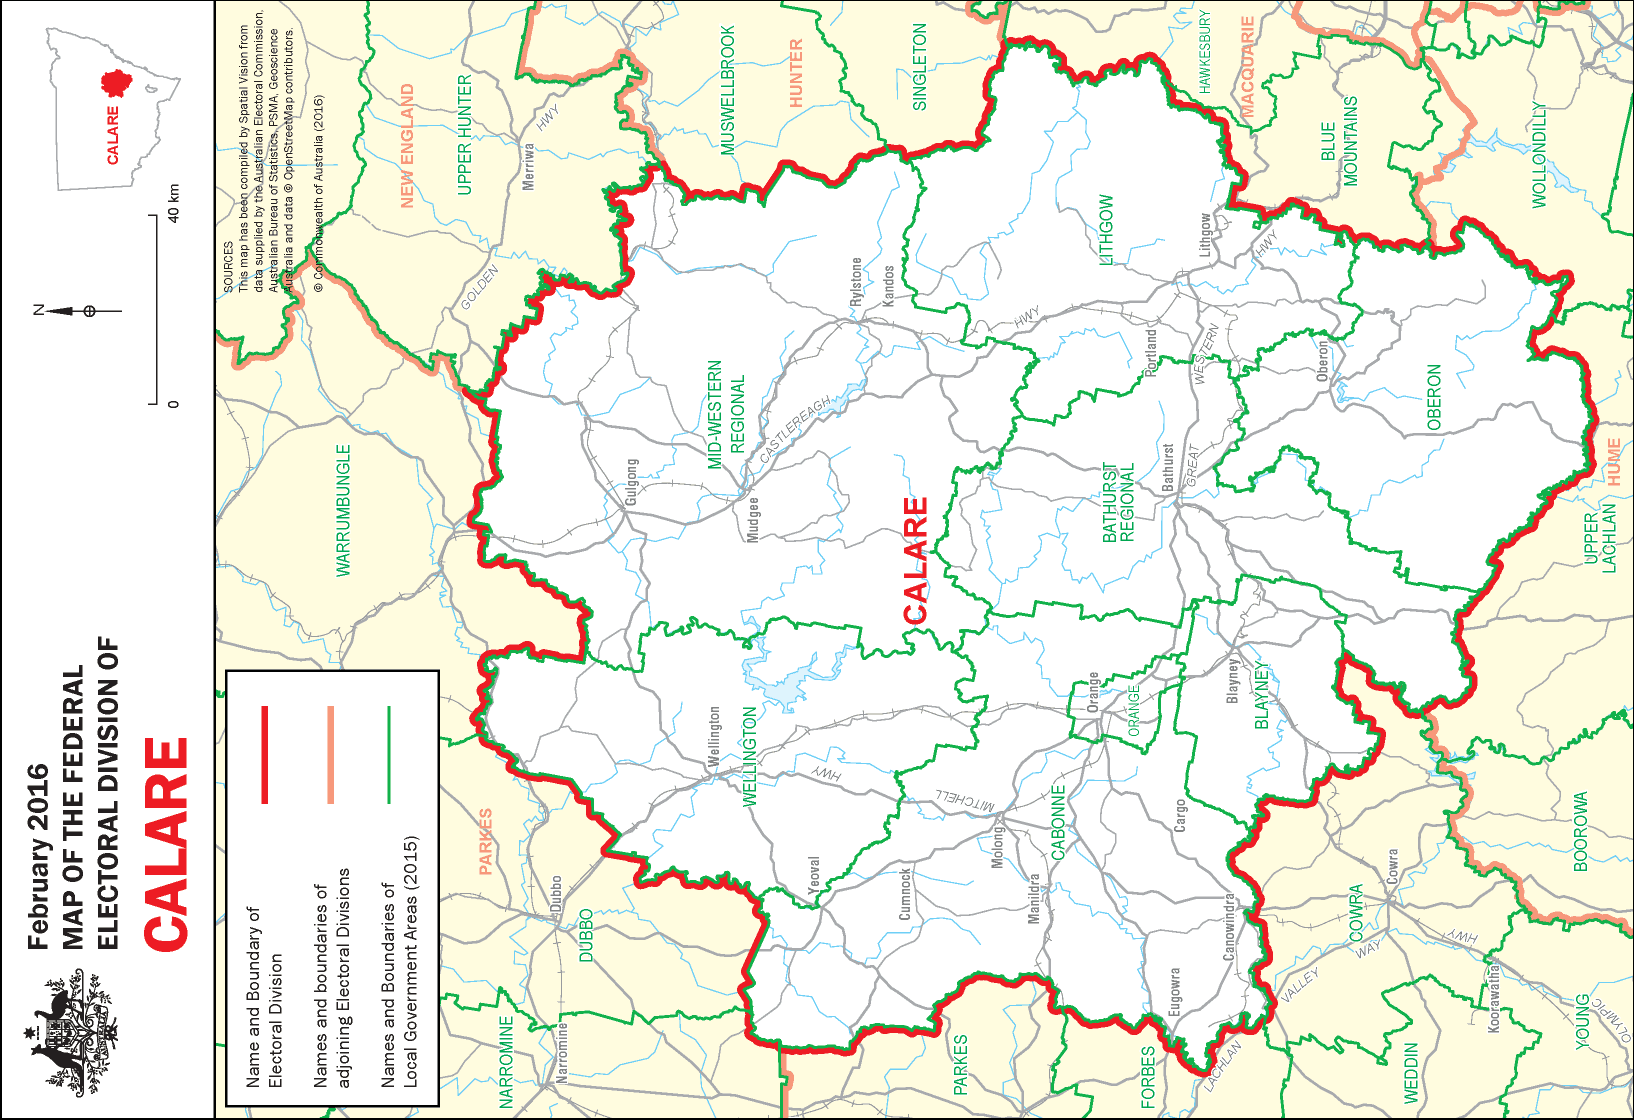 February 2016
MAP OF THE FEDERAL
ELECTORAL DIVISION OF
CALARE
N
0
40 km
CALARE
Name and Boundary of
Electoral Division
Names and boundaries of
adjoining Electoral Divisions
Names and Boundaries of
Local Government Areas (2015)
SOURCES
This map has been compiled by Spatial Vision from
data supplied by the Australian Electoral Commission,
Australian Bureau of Statistics, PSMA, Geoscience
Australia and data © OpenStreetMap contributors.
© Commonwealth of Australia (2016)
NARROMINE
Narromine
DUBBO
Dubbo
PARKES
WARRUMBUNGLE
NEW ENGLAND
UPPER HUNTER
Merriwa
HWY
GOLDEN
MUSWELLBROOK
HUNTER
SINGLETON
HAWKESBURY
MACQUARIE
BLUE
MOUNTAINS
WOLLONDILLY
Gulgong
MID-WESTERN
REGIONAL
Mudgee
CASTLEREAGH
HWY
Rylstone
Kandos
CALARE
Wellington
WELLINGTON
HWY
MITCHELL
Yeoval
Cumnock
Molong
Manildra
CABONNE
Orange
ORANGE
Cargo
Canowindra
Eugowra
Blayney
BLAYNEY
BATHURST
REGIONAL
Bathurst
GREAT
WESTERN
HWY
Portland
LITHGOW
Lithgow
Oberon
OBERON
HUME
UPPER
LACHLAN
PARKES
FORBES
LACHLAN
VALLEY
WAY
COWRA
Cowra
WEDDIN
Koorawatha
HWY
OLYMPIC
YOUNG
BOOROWA